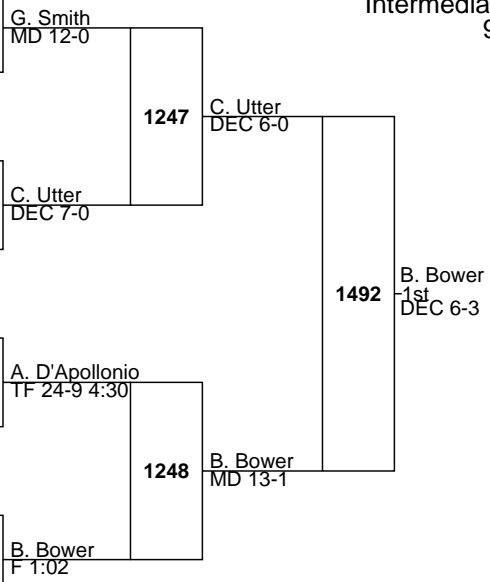 Intermedia
9
G. Smith
MD 12-0
1247
C. Utter
DEC 6-0
C. Utter
DEC 7-0
1492
B. Bower
1st
DEC 6-3
A. D'Apollonio
TF 24-9 4:30
1248
B. Bower
MD 13-1
B. Bower
F 1:02